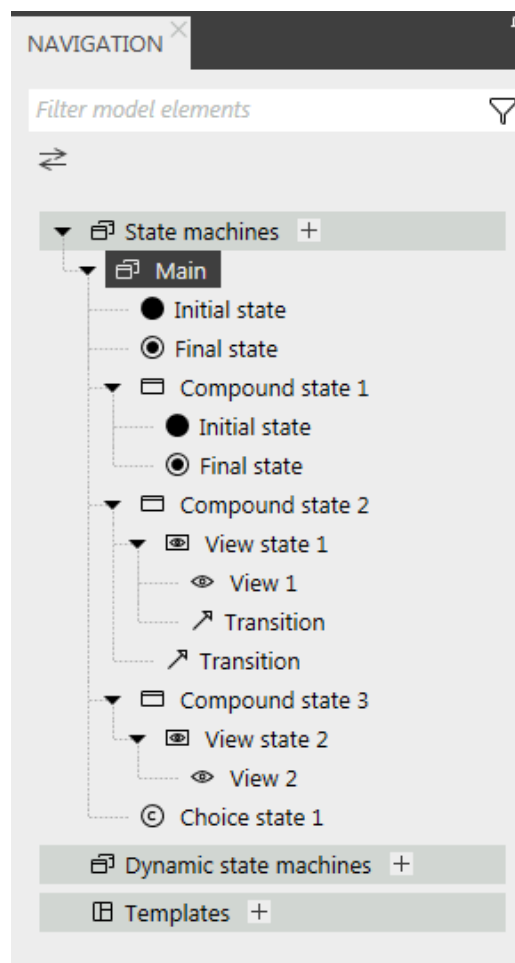 NAVIGATION
Filter model elements
State machines
Main
Initial state
Final state
Compound state 1
Initial state
Final state
Compound state 2
View state 1
View 1
Transition
Transition
Compound state 3
View state 2
View 2
Choice state 1
Dynamic state machines
Templates